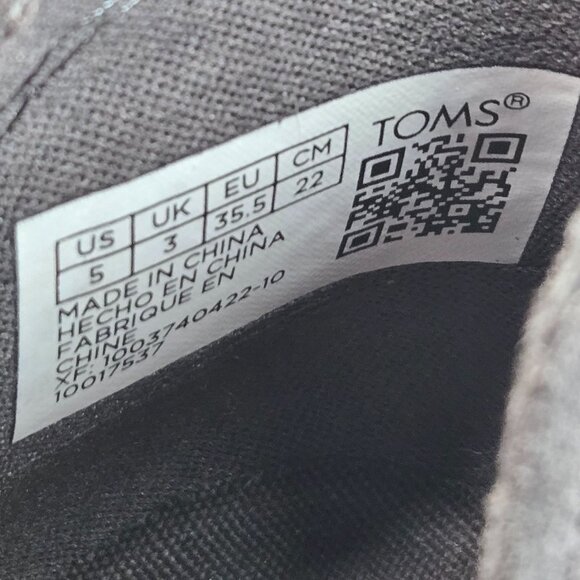 TOMS®
US UK EU CM
5 3 35.5 22
MADE IN CHINA
HECHO EN CHINA
FABRIQUE EN
CHINE
XF: 1003740422-10
10017537